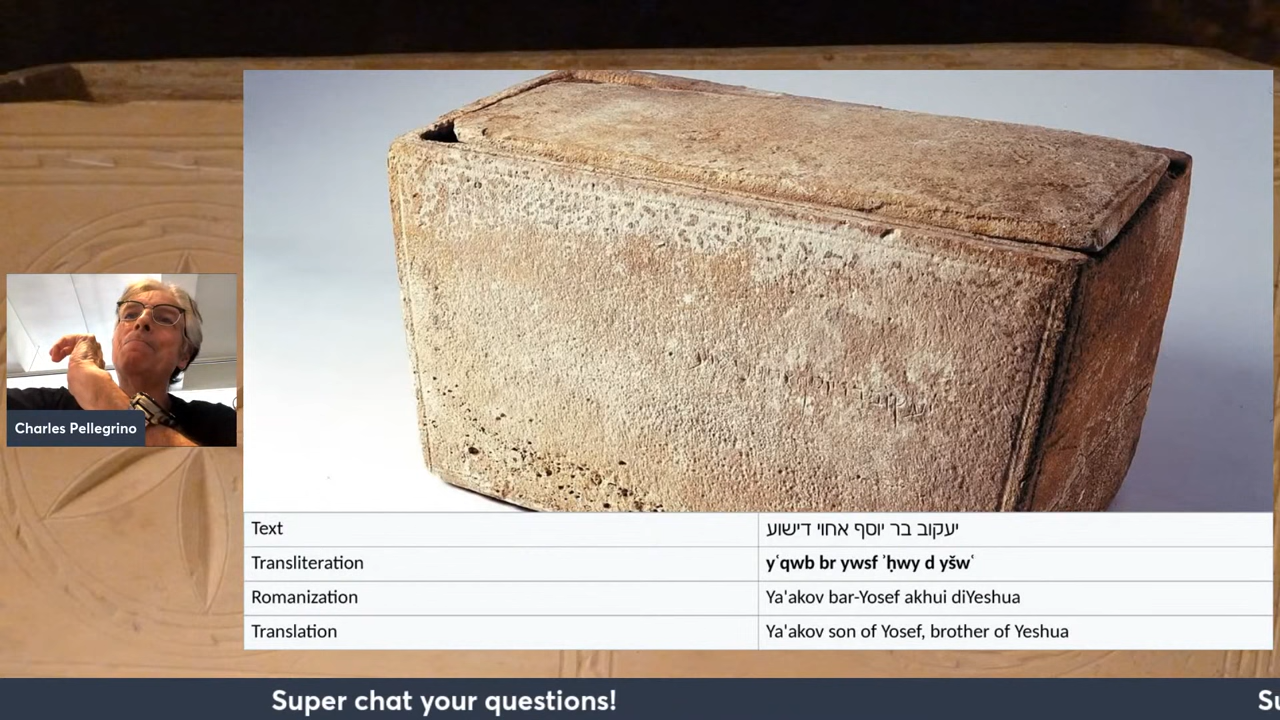 Charles Pellegrino
Text יעקוב בר יוסף אחוי דישוע
Transliteration yʿqwb br ywsf ʾḥwy d yšwʿ
Romanization Ya'akov bar-Yosef akhui diYeshua
Translation Ya'akov son of Yosef, brother of Yeshua
Super chat your questions! Su